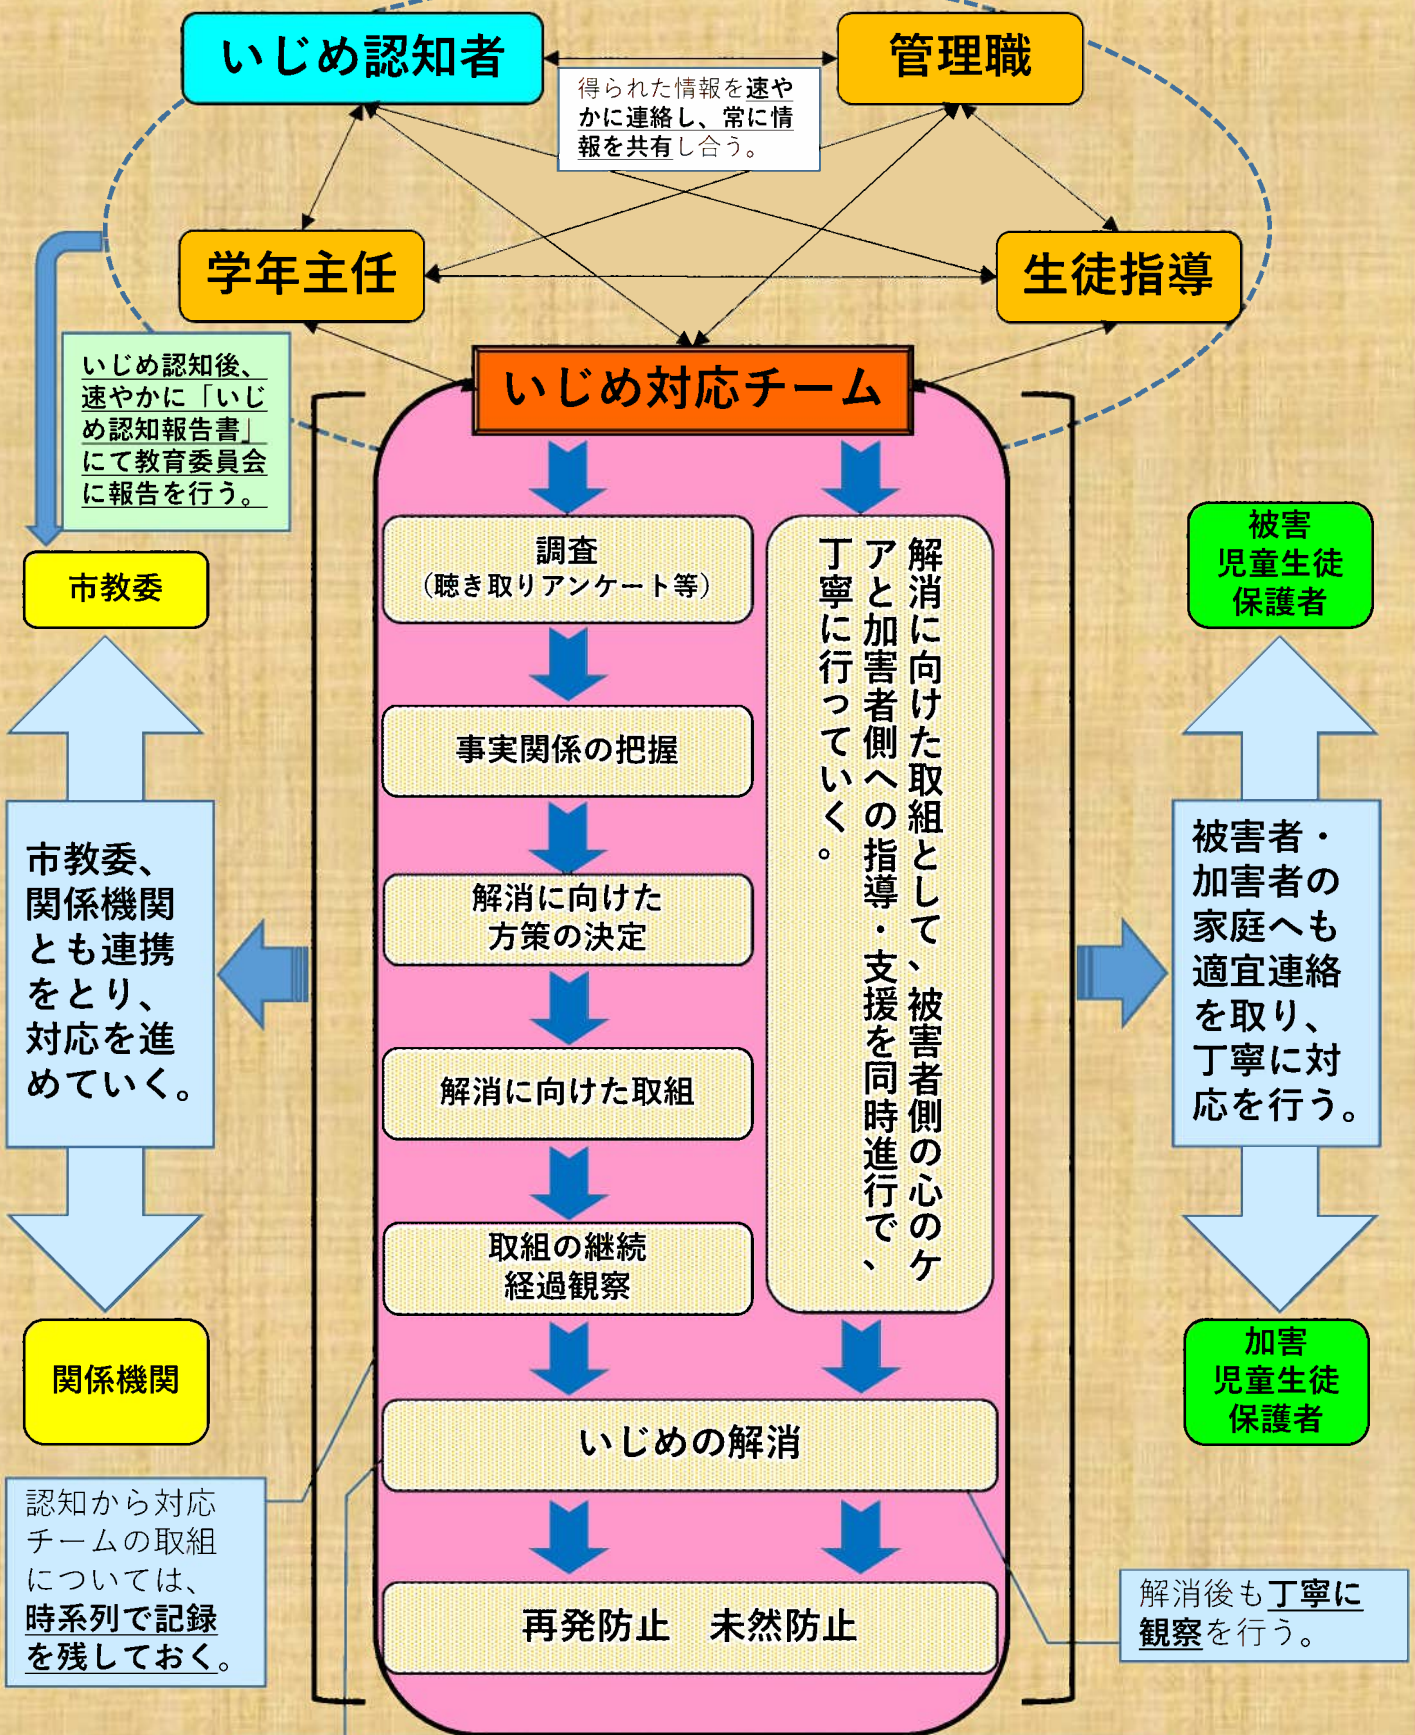 いじめ認知者
管理職
得られた情報を速や
かに連絡し、常に情
報を共有し合う。
学年主任
生徒指導
いじめ対応チーム
いじめ認知後、
速やかに「いじ
め認知報告書」
にて教育委員会
に報告を行う。
市教委
市教委、
関係機関
とも連携
をとり、
対応を進
めていく。
関係機関
調査
（聴き取りアンケート等）
事実関係の把握
解消に向けた
方策の決定
解消に向けた取組
取組の継続
経過観察
解消に向けた取組として、被害者側の心のケ
アと加害者側への指導・支援を同時進行で、
丁寧に行っていく。
いじめの解消
再発防止　未然防止
被害
児童生徒
保護者
被害者・
加害者の
家庭へも
適宜連絡
を取り、
丁寧に対
応を行う。
加害
児童生徒
保護者
認知から対応
チームの取組
については、
時系列で記録
を残しておく。
解消後も丁寧に
観察を行う。